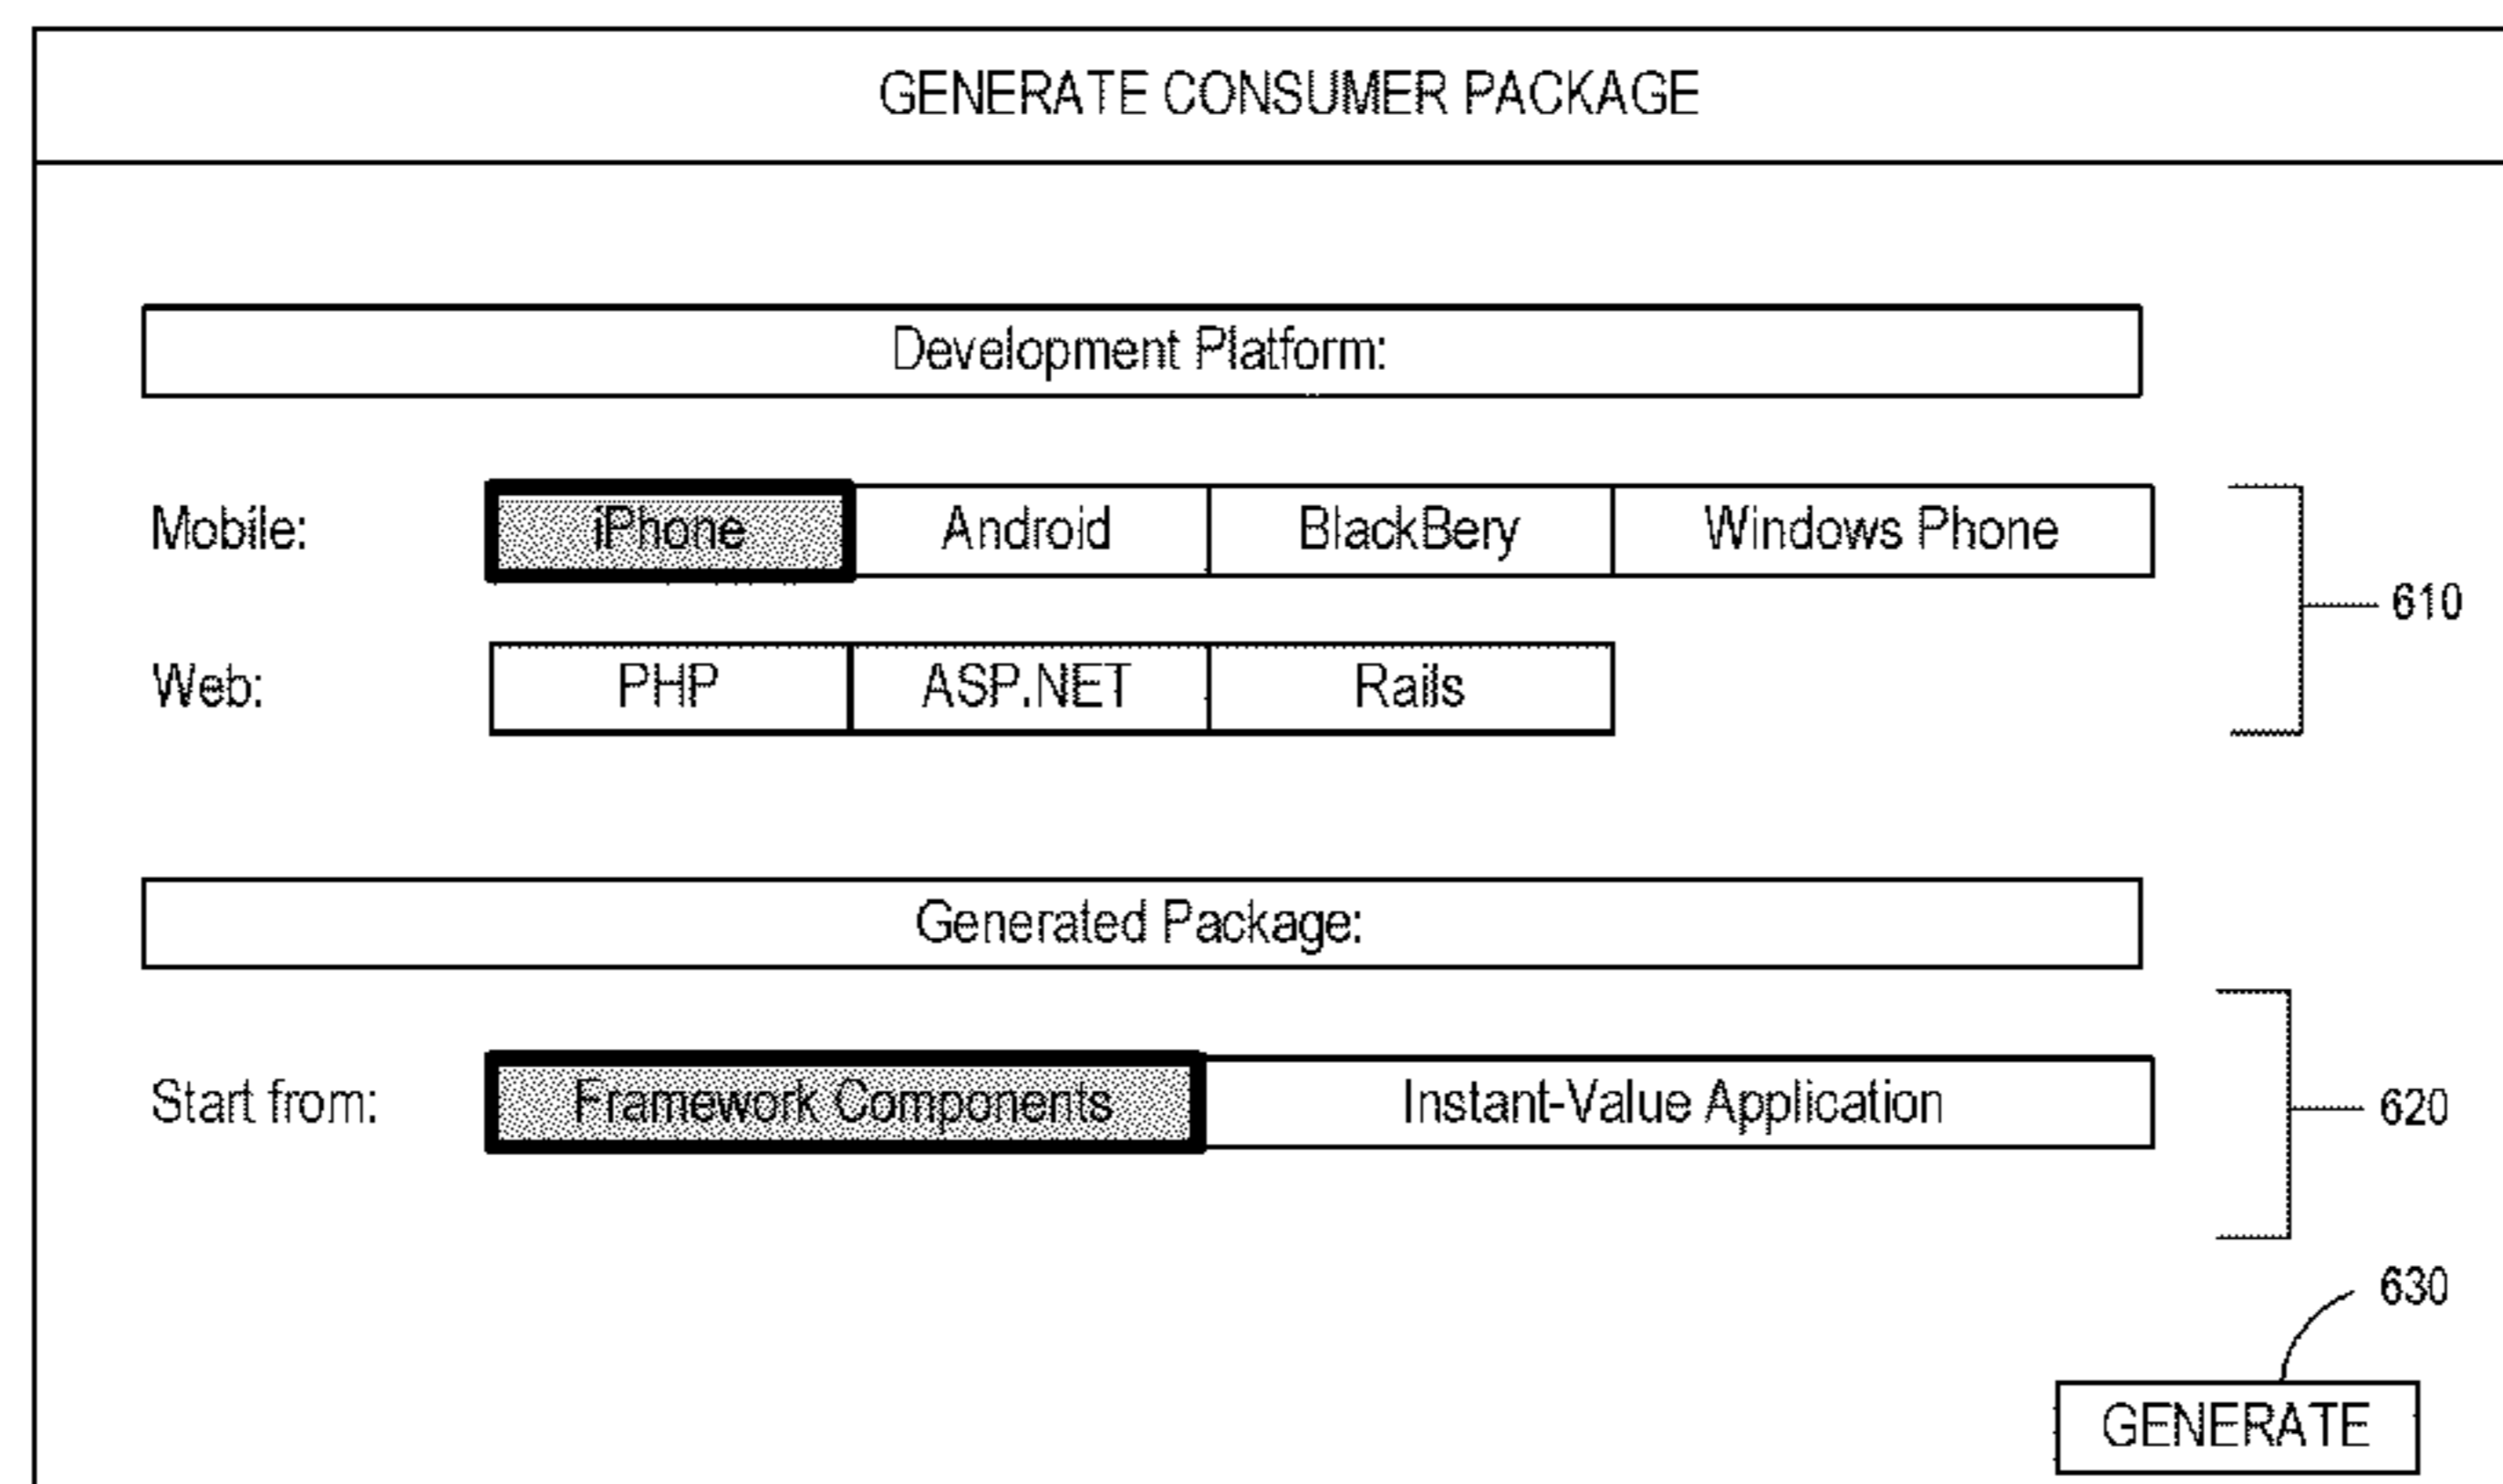 GENERATE CONSUMER PACKAGE
Development Platform:
Mobile: iPhone Android BlackBery Windows Phone
610
Web: PHP ASP.NET Rails
Generated Package:
Start from: Framework Components Instant-Value Application
620
630
GENERATE